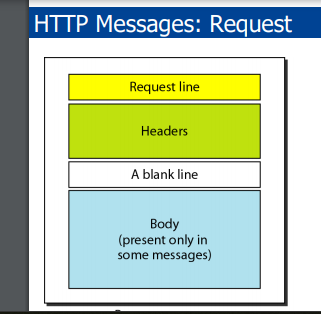 HTTP Messages: Request
Request line
Headers
A blank line
Body
(present only in
some messages)